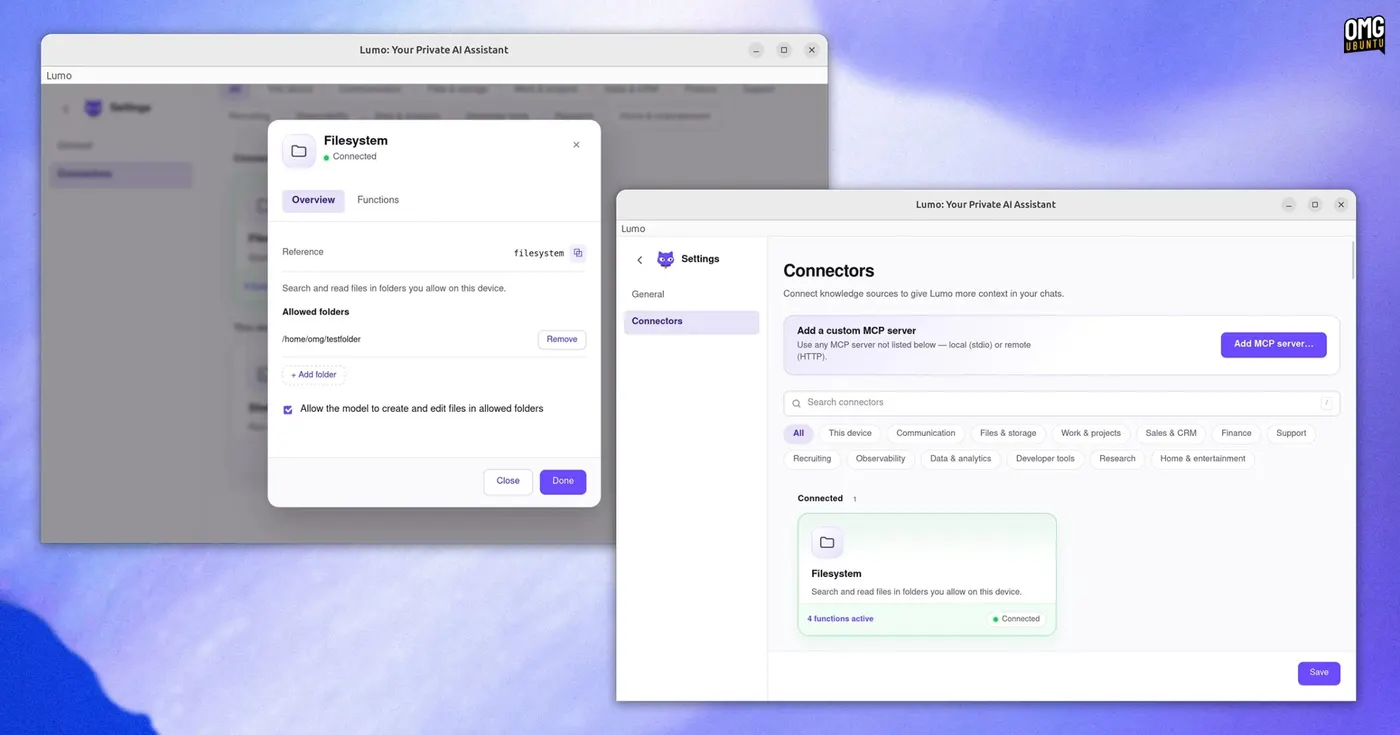 OMG
UBUNTU
Lumo: Your Private AI Assistant
Lumo
Settings
General
Connectors
Filesystem
Connected
Overview
Functions
Reference
filesystem
Search and read files in folders you allow on this device.
Allowed folders
/home/omg/testfolder
Remove
+ Add folder
Allow the model to create and edit files in allowed folders
Close
Done
Lumo: Your Private AI Assistant
Lumo
Settings
General
Connectors
Connectors
Connect knowledge sources to give Lumo more context in your chats.
Add a custom MCP server
Use any MCP server not listed below — local (stdio) or remote
(HTTP).
Add MCP server...
Search connectors
/
All This device Communication Files & storage Work & projects Sales & CRM Finance Support
Recruiting Observability Data & analytics Developer tools Research Home & entertainment
Connected 1
Filesystem
Search and read files in folders you allow on this device.
4 functions active
Connected
Save